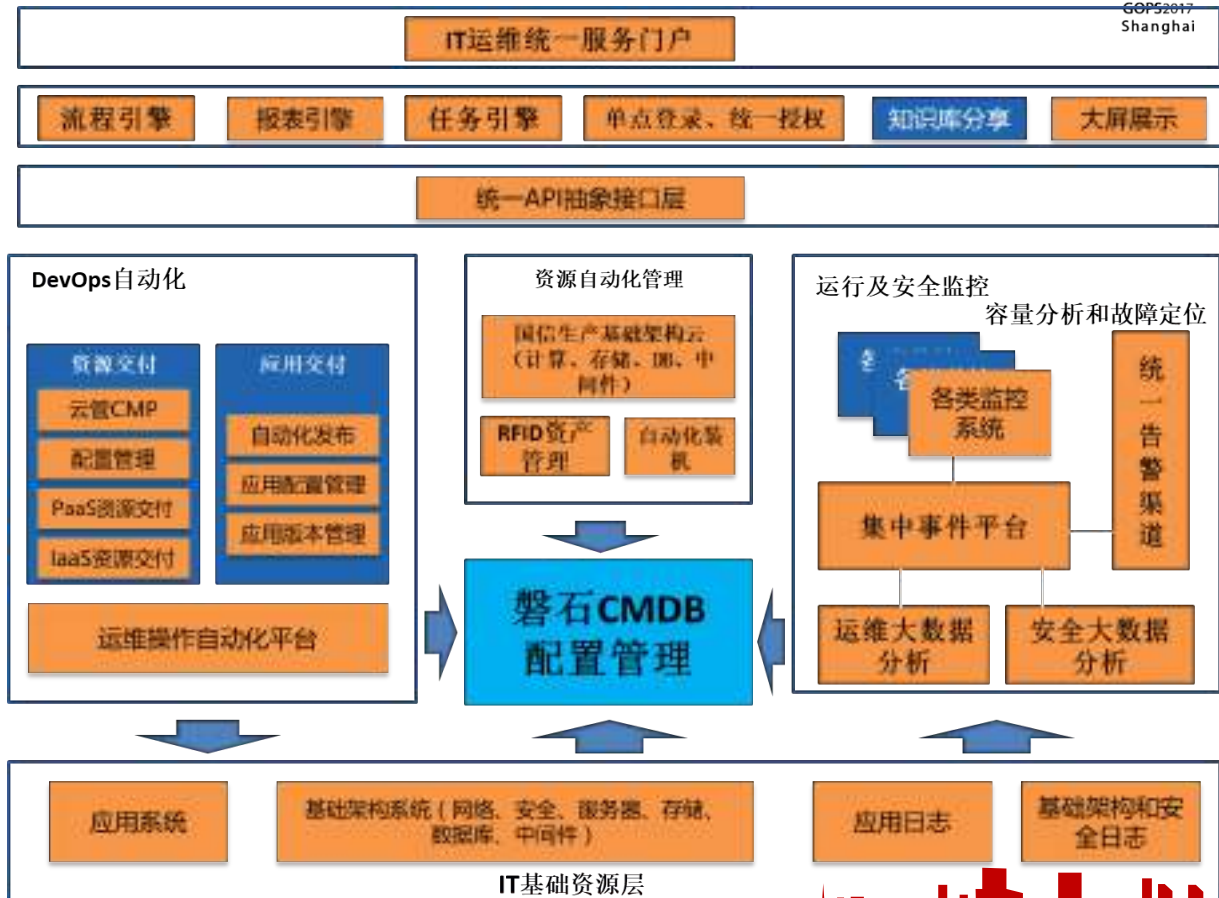 GOPS2017
Shanghai
IT运维统一服务门户
流程引擎
报表引擎
任务引擎
单点登录、统一授权
知识库分享
大屏展示
统一API抽象接口层
DevOps自动化
资源交付
云管CMP
配置管理
PaaS资源交付
IaaS资源交付
应用交付
自动化发布
应用配置管理
应用版本管理
运维操作自动化平台
资源自动化管理
国信生产基础架构云
（计算、存储、DB、中
间件）
RFID资产
管理
自动化装
机
磐石CMDB
配置管理
运行及安全监控
容量分析和故障定位
各
各
各类监控
系统
统一告警渠道
集中事件平台
运维大数据
分析
安全大数据
分析
应用系统
基础架构系统（网络、安全、服务器、存储、
数据库、中间件）
应用日志
基础架构和安
全日志
IT基础资源层